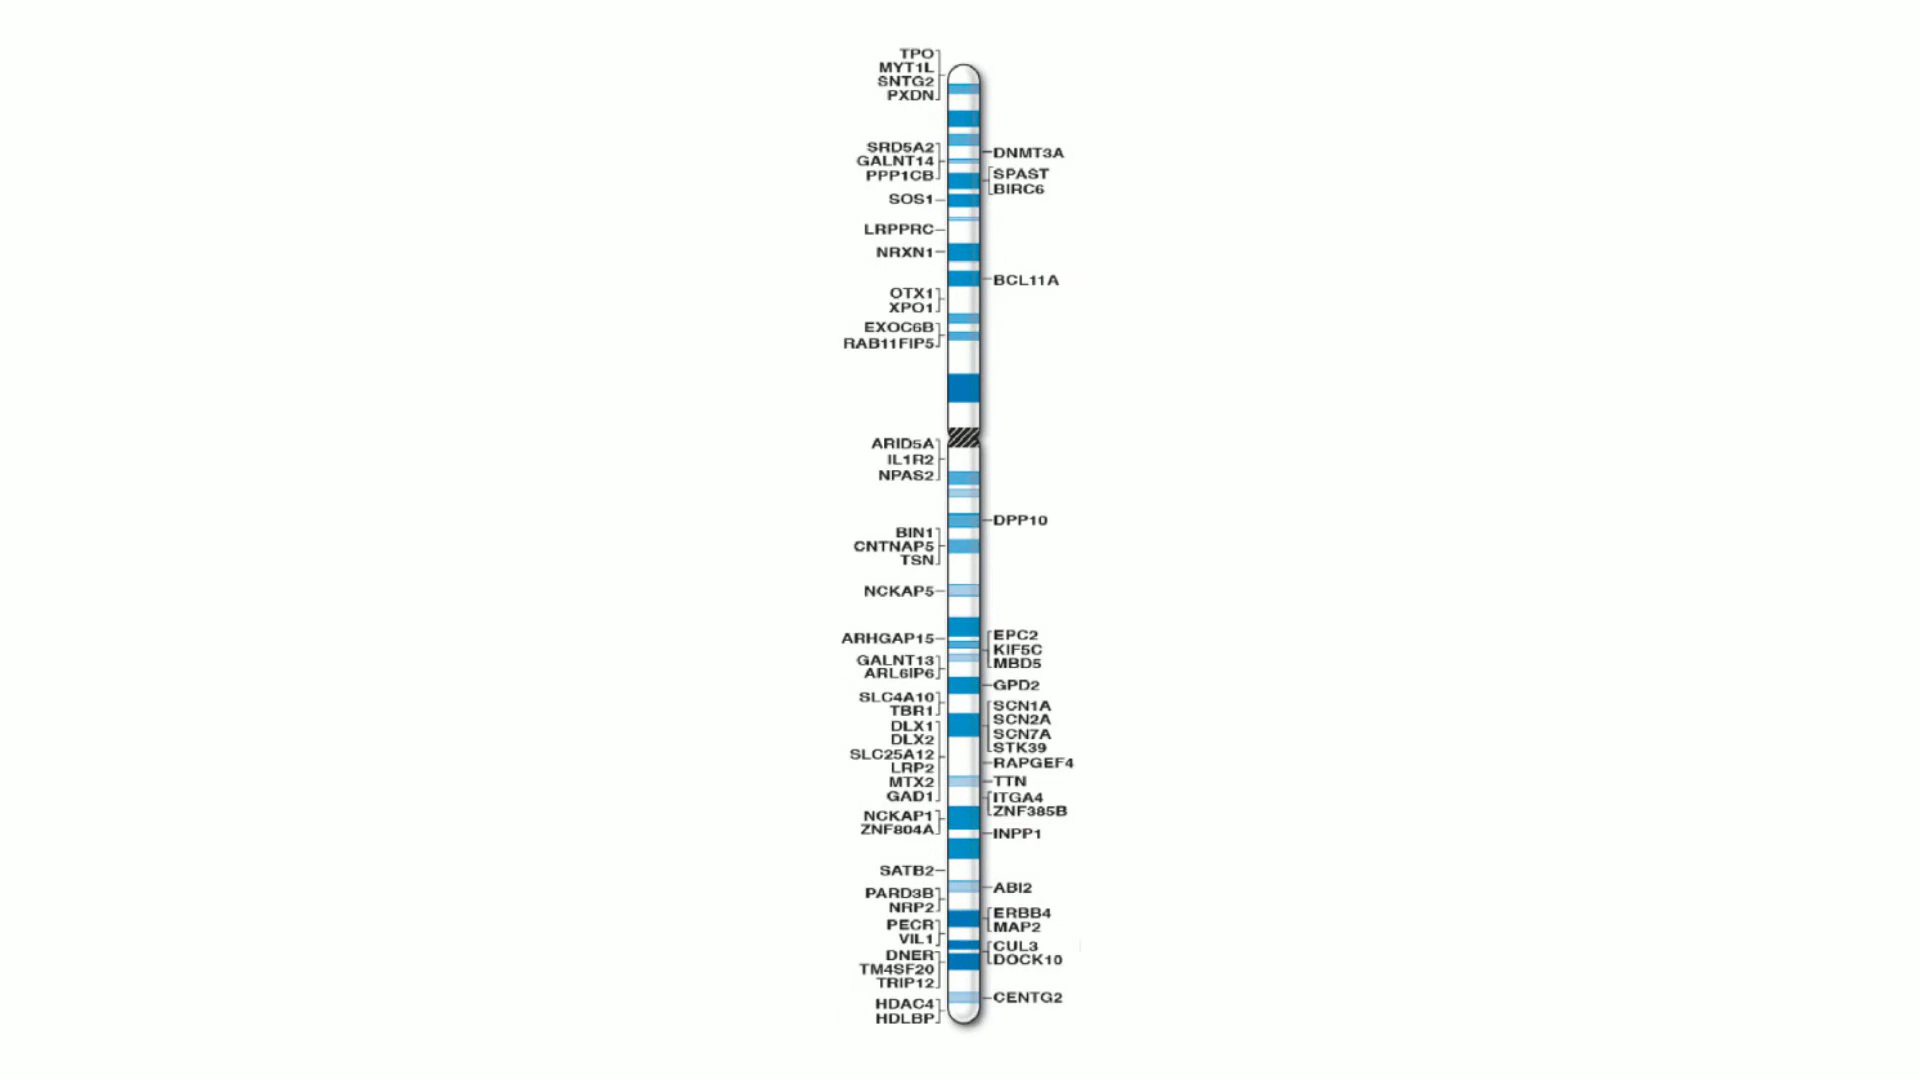 TPO
MYT1L
SNTG2
PXDN
SRD5A2
GALNT14
PPP1CB
SOS1
LRPPRC
NRXN1
OTX1
XPO1
EXOC6B
RAB11FIP5
ARID5A
IL1R2
NPAS2
BIN1
CNTNAP5
TSN
NCKAP5
ARHGAP15
GALNT13
ARL6IP6
SLC4A10
TBR1
DLX1
DLX2
SLC25A12
LRP2
MTX2
GAD1
NCKAP1
ZNF804A
SATB2
PARD3B
NRP2
PECR
VIL1
DNER
TM4SF20
TRIP12
HDAC4
HDLBP
DNMT3A
SPAST
BIRC6
BCL11A
DPP10
EPC2
KIF5C
MBD5
GPD2
SCN1A
SCN2A
SCN7A
STK39
RAPGEF4
TTN
ITGA4
ZNF385B
INPP1
ABI2
ERBB4
MAP2
CUL3
DOCK10
CENTG2